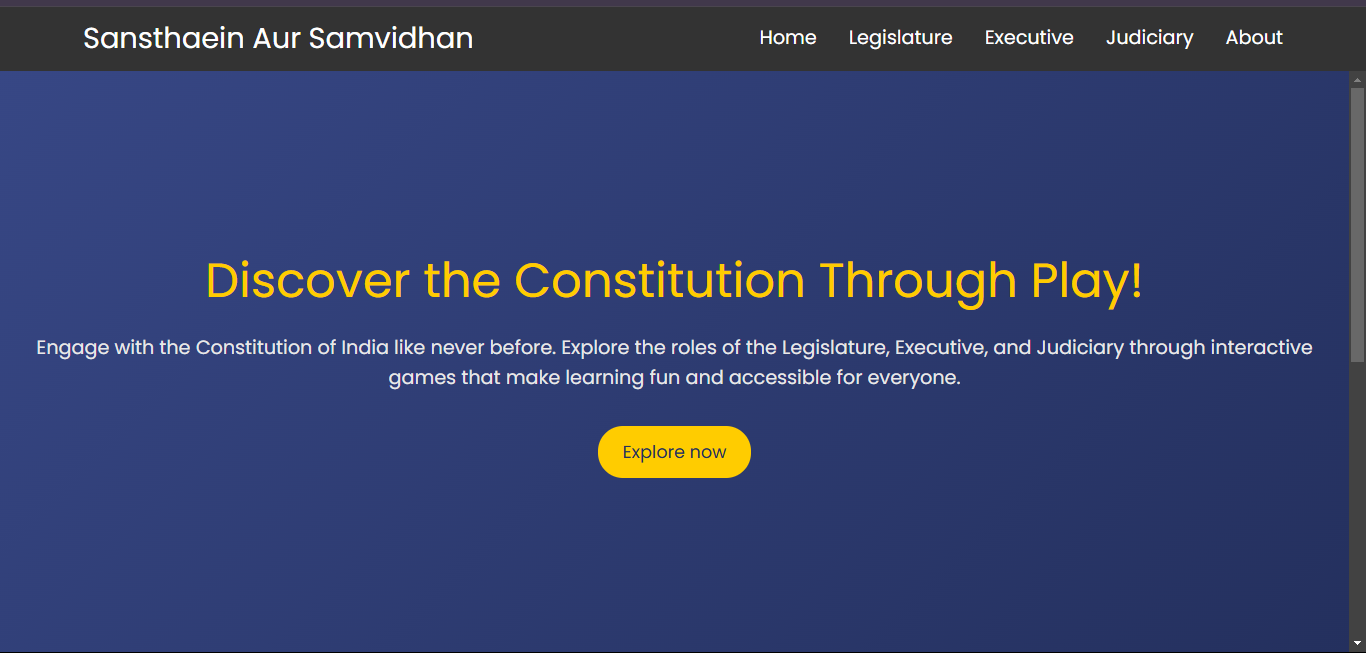 Sansthaein Aur Samvidhan
Home Legislature Executive Judiciary About
Discover the Constitution Through Play!
Engage with the Constitution of India like never before. Explore the roles of the Legislature, Executive, and Judiciary through interactive
games that make learning fun and accessible for everyone.
Explore now